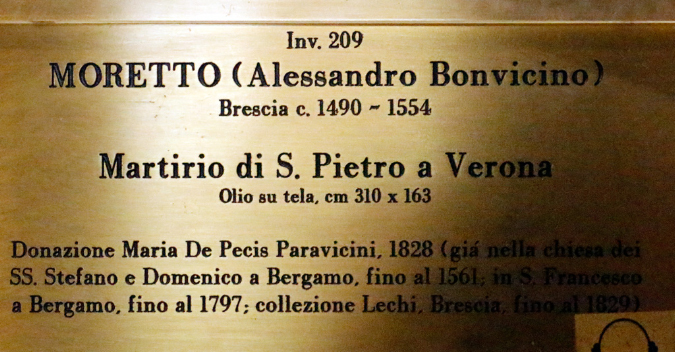 Inv. 209
MORETTO (Alessandro Bonvicino)
Brescia c. 1490 ~ 1554
Martirio di S. Pietro a Verona
Olio su tela, cm 310 x 163
Donazione Maria De Pecis Paravicini, 1828 (giá nella chiesa dei
SS. Stefano e Domenico a Bergamo, fino al 1561; in S. Francesco
a Bergamo, fino al 1797; collezione Lechi, Brescia, fino al 1829)